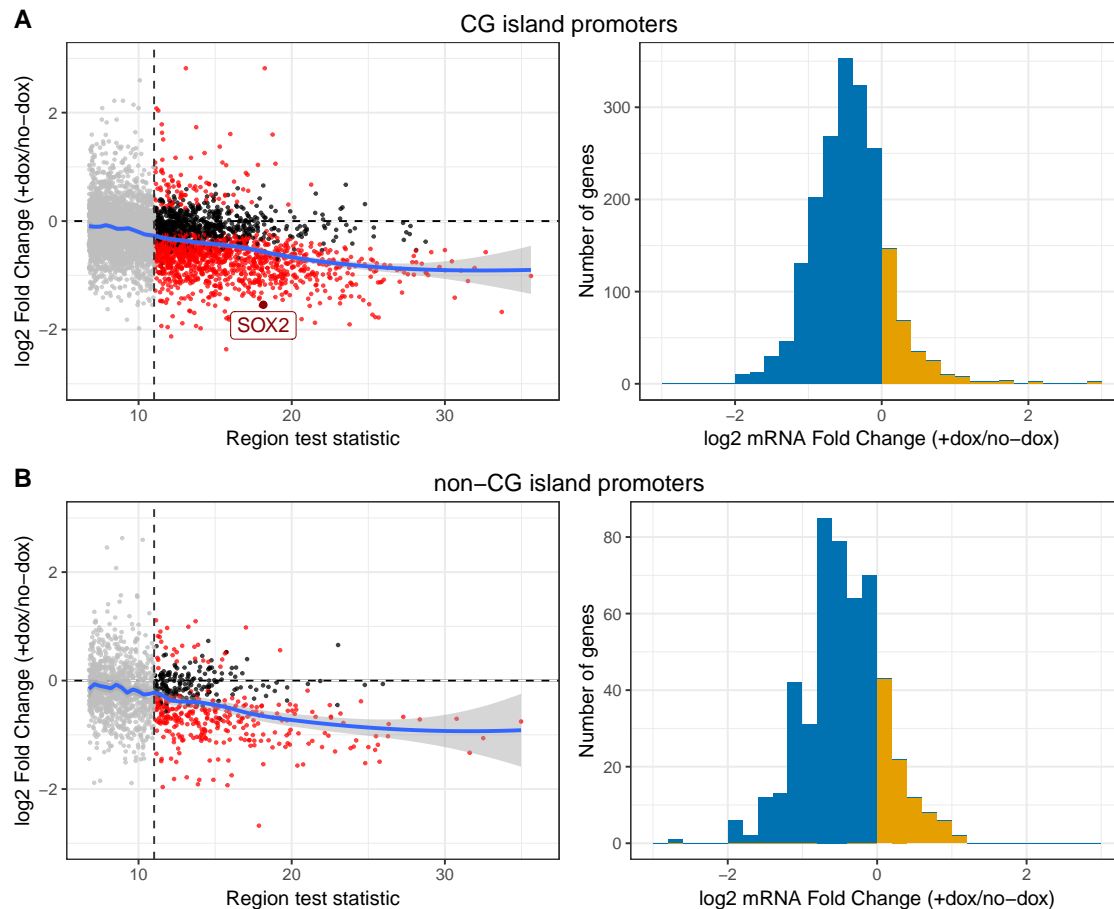 A
CG island promoters
log2 Fold Change (+dox/no−dox)
2
0
−2
SOX2
10
20
30
Region test statistic
Number of genes
300
200
100
0
−2
0
2
log2 mRNA Fold Change (+dox/no−dox)
B
non−CG island promoters
log2 Fold Change (+dox/no−dox)
2
0
−2
10
20
30
Region test statistic
Number of genes
80
60
40
20
0
−2
0
2
log2 mRNA Fold Change (+dox/no−dox)